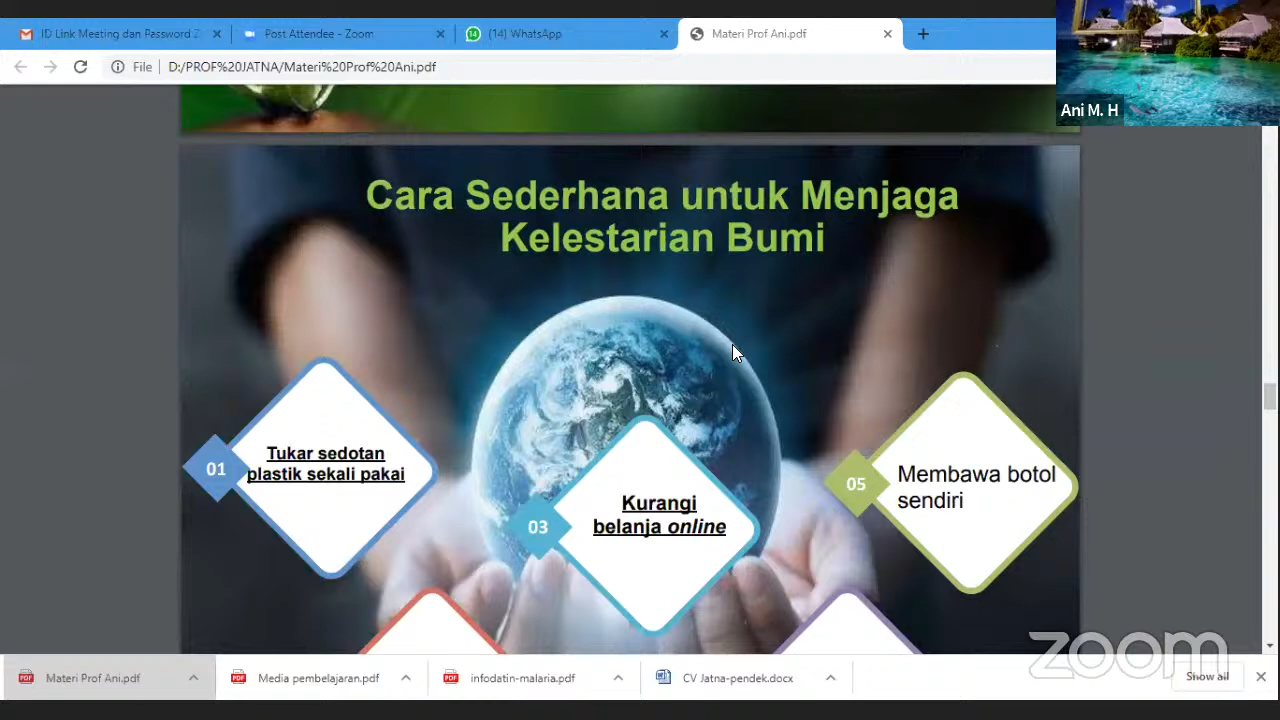 ID Link Meeting dan Password Z
Post Attendee - Zoom
(14) WhatsApp
Materi Prof Ani.pdf
File
D:/PROF%20JATNA/Materi%20Prof%20Ani.pdf
Ani M. H
Cara Sederhana untuk Menjaga
Kelestarian Bumi
01
Tukar sedotan
plastik sekali pakai
03
Kurangi
belanja online
05
Membawa botol
sendiri
zoom
Materi Prof Ani.pdf
Media pembelajaran.pdf
infodatin-malaria.pdf
CV Jatna-pendek.docx
Show all